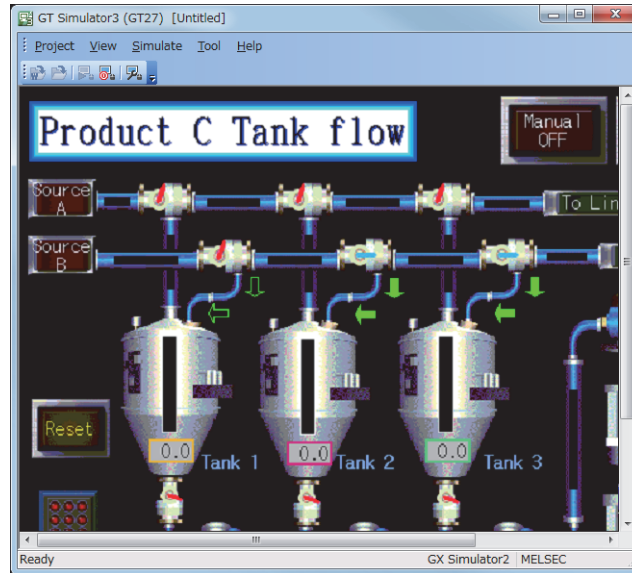 GT Simulator3 (GT27) [Untitled]
Project View Simulate Tool Help
Product C Tank flow
Manual
OFF
Source
A
To Lin
Source
B
Reset
0.0
Tank 1
0.0
Tank 2
0.0
Tank 3
Ready
GX Simulator2
MELSEC